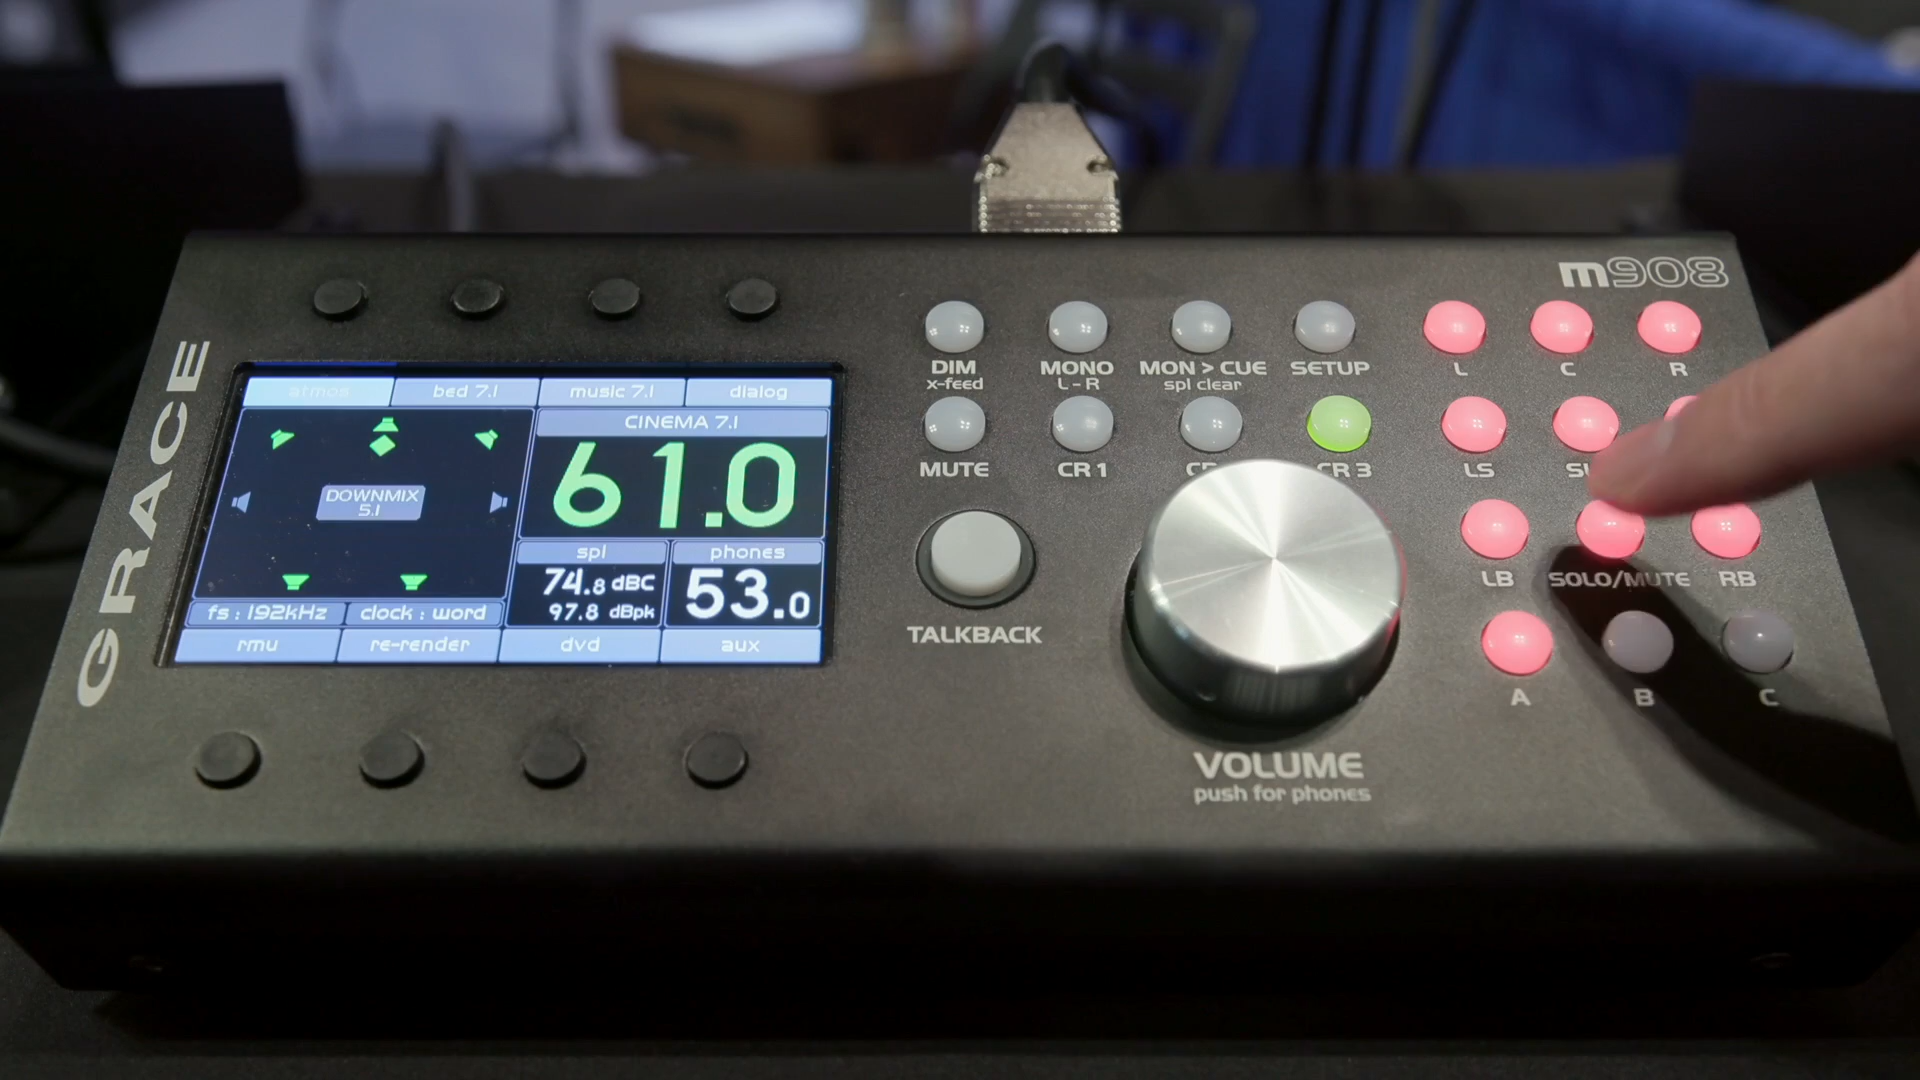 GRACE
m908
atmos
bed 7.1
music 7.1
dialog
CINEMA 7.1
61.0
DOWNMIX
5.1
spl
74.8 dBC
97.8 dBpk
phones
53.0
fs : 192kHz
clock : word
rmu
re-render
dvd
aux
DIM
x-feed
MONO
L - R
MON > CUE
spl clear
SETUP
L
C
R
MUTE
CR 1
CR 3
LS
TALKBACK
LB
SOLO/MUTE
RB
A
B
C
VOLUME
push for phones